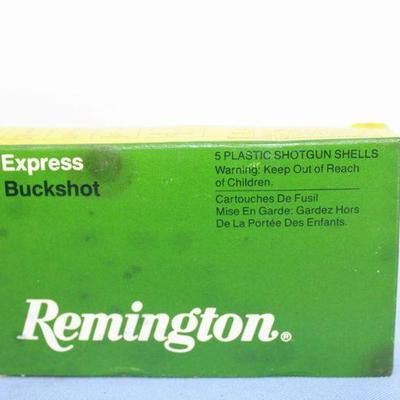 Express
Buckshot
5 PLASTIC SHOTGUN SHELLS
Warning: Keep Out of Reach
of Children.
Cartouches De Fusil
Mise En Garde: Gardez Hors
De La Portée Des Enfants.
Remington®